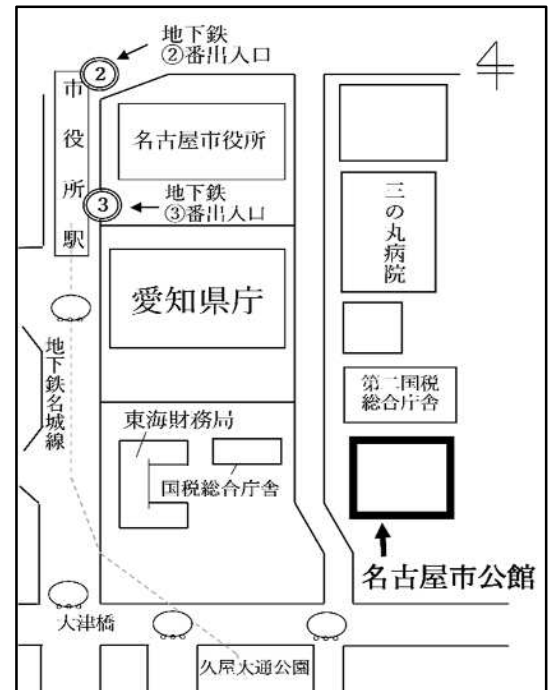 地下鉄
②番出入口
②
市役所駅
名古屋市役所
③
地下鉄
③番出入口
三の丸病院
愛知県庁
地下鉄名城線
第二国税
総合庁舎
東海財務局
国税総合庁舎
名古屋市公館
大津橋
久屋大通公園